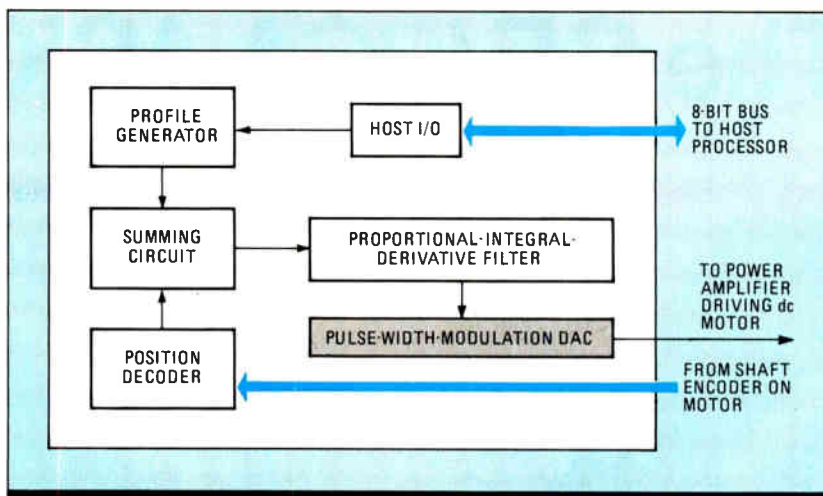 PROFILE
GENERATOR
HOST I/O
8-BIT BUS
TO HOST
PROCESSOR
SUMMING
CIRCUIT
PROPORTIONAL-INTEGRAL-
DERIVATIVE FILTER
TO POWER
AMPLIFIER
DRIVING dc
MOTOR
PULSE-WIDTH-MODULATION DAC
POSITION
DECODER
FROM SHAFT
ENCODER ON
MOTOR